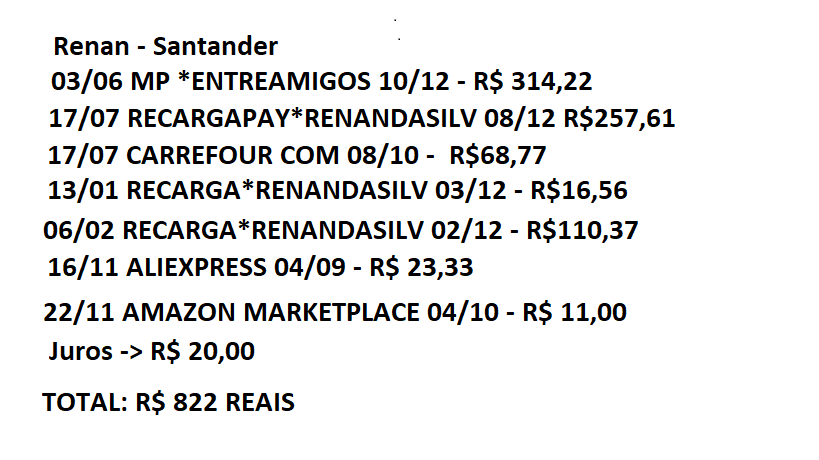 Renan - Santander
03/06 MP *ENTREAMIGOS 10/12 - R$ 314,22
17/07 RECARGAPAY*RENANDASILV 08/12 R$257,61
17/07 CARREFOUR COM 08/10 - R$68,77
13/01 RECARGA*RENANDASILV 03/12 - R$16,56
06/02 RECARGA*RENANDASILV 02/12 - R$110,37
16/11 ALIEXPRESS 04/09 - R$ 23,33
22/11 AMAZON MARKETPLACE 04/10 - R$ 11,00
Juros -> R$ 20,00
TOTAL: R$ 822 REAIS